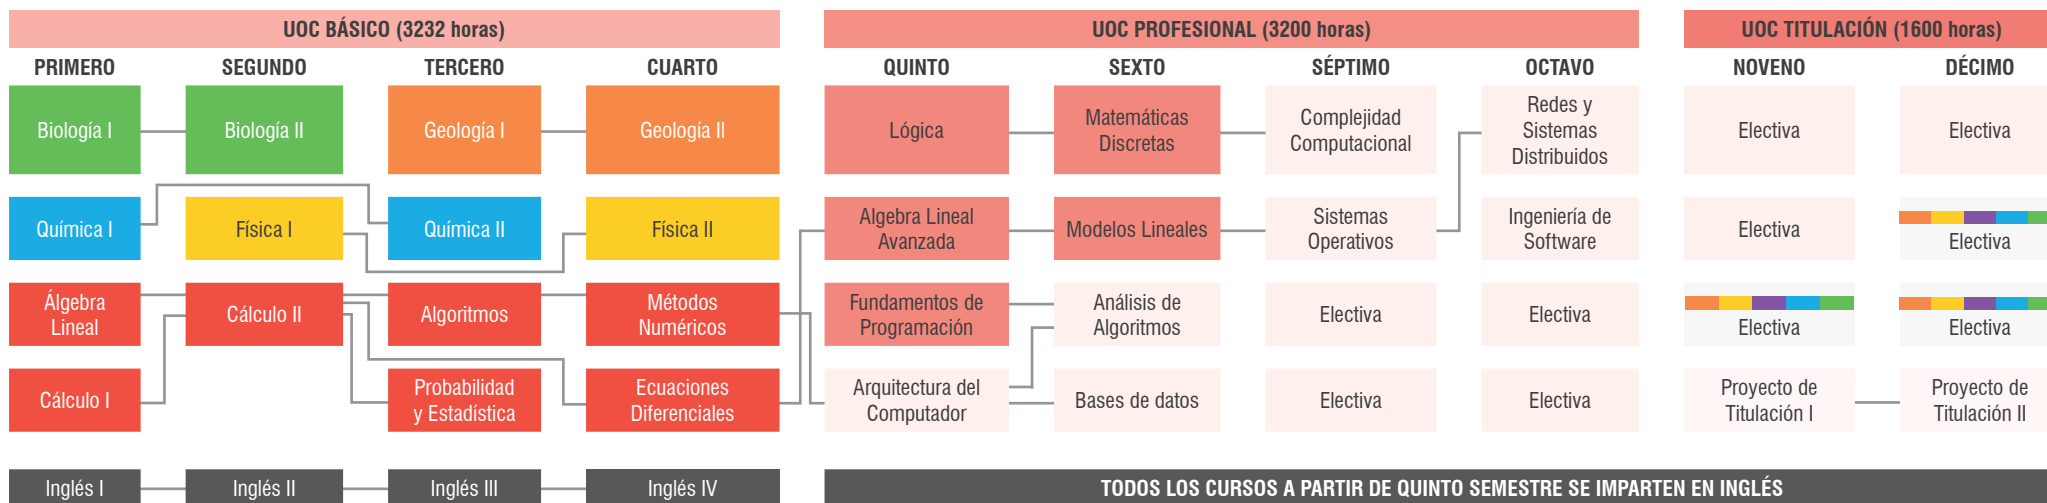 UOC BÁSICO (3232 horas)
UOC PROFESIONAL (3200 horas)
UOC TITULACIÓN (1600 horas)
PRIMERO
SEGUNDO
TERCERO
CUARTO
QUINTO
SEXTO
SÉPTIMO
OCTAVO
NOVENO
DÉCIMO
Biología I
Biología II
Geología I
Geología II
Lógica
Matemáticas
Discretas
Complejidad
Computacional
Redes y
Sistemas
Distribuidos
Electiva
Electiva
Química I
Física I
Química II
Física II
Algebra Lineal
Avanzada
Modelos Lineales
Sistemas
Operativos
Ingeniería de
Software
Electiva
Electiva
Álgebra
Lineal
Cálculo II
Algoritmos
Métodos
Numéricos
Fundamentos de
Programación
Análisis de
Algoritmos
Electiva
Electiva
Electiva
Electiva
Cálculo I
Probabilidad
y Estadística
Ecuaciones
Diferenciales
Arquitectura del
Computador
Bases de datos
Electiva
Electiva
Proyecto de
Titulación I
Proyecto de
Titulación II
Inglés I
Inglés II
Inglés III
Inglés IV
TODOS LOS CURSOS A PARTIR DE QUINTO SEMESTRE SE IMPARTEN EN INGLÉS